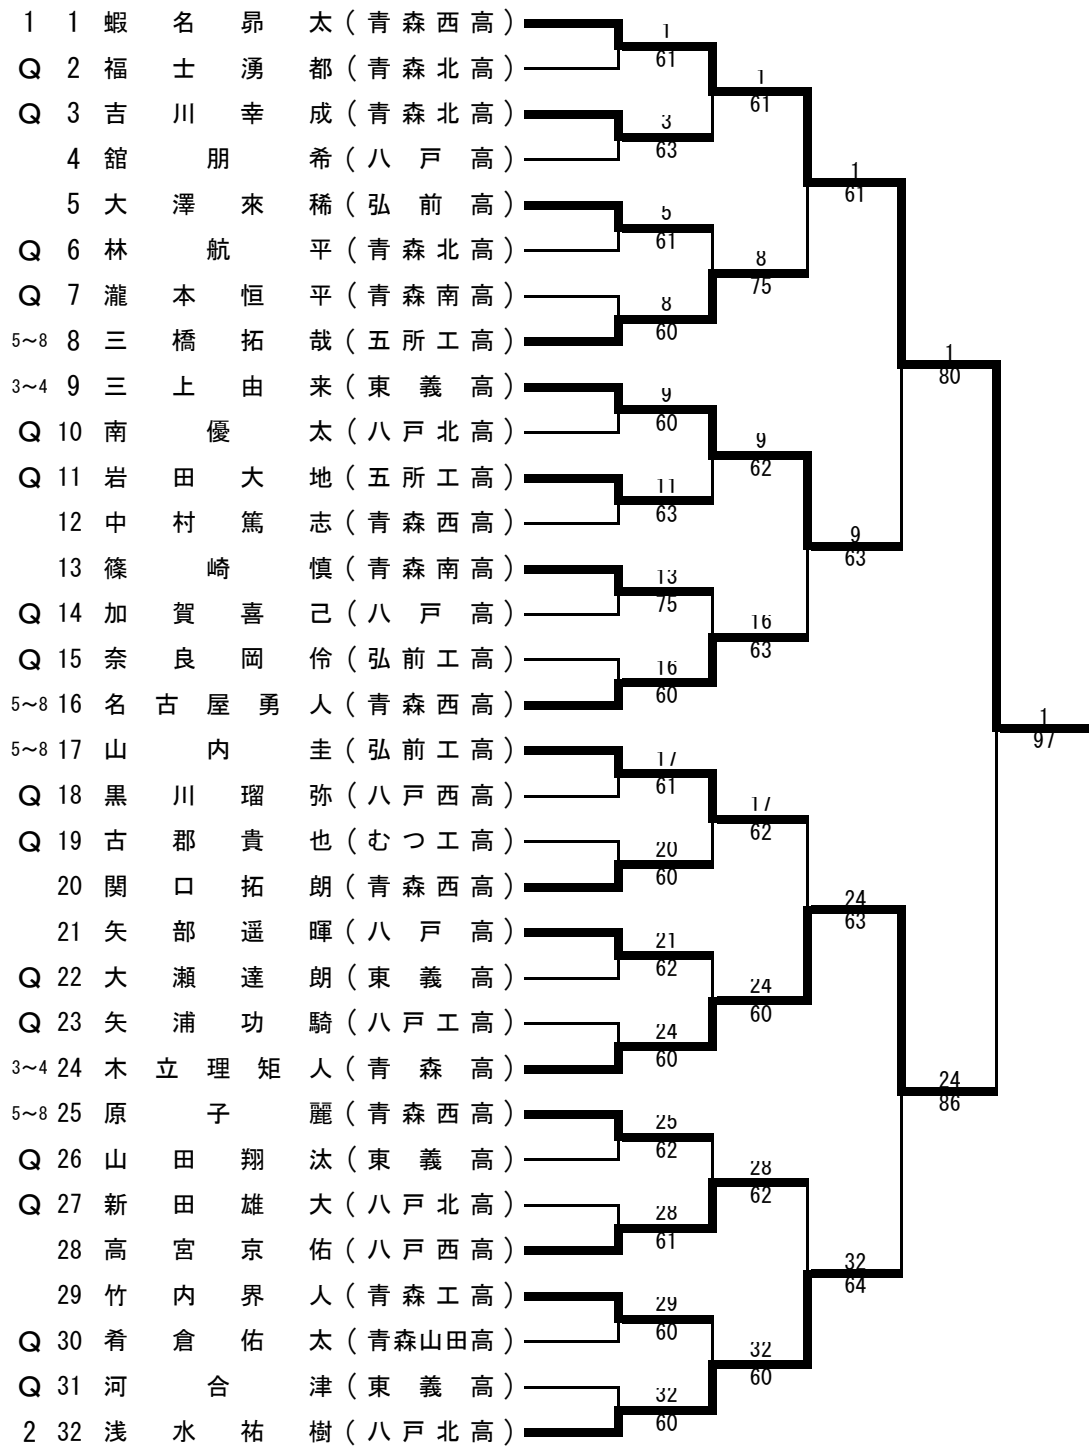 1 1 蝦名昴太(青森西高)
Q 2 福士湧都(青森北高)
Q 3 吉川幸成(青森北高)
4 舘朋希(八戸高)
5 大澤來稀(弘前高)
Q 6 林航平(青森北高)
Q 7 瀧本恒平(青森南高)
5~8 8 三橋拓哉(五所工高)
3~4 9 三上由来(東義高)
Q 10 南優太(八戸北高)
Q 11 岩田大地(五所工高)
12 中村篤志(青森西高)
13 篠崎慎(青森南高)
Q 14 加賀喜己(八戸高)
Q 15 奈良岡伶(弘前工高)
5~8 16 名古屋勇人(青森西高)
5~8 17 山内圭(弘前工高)
Q 18 黒川瑠弥(八戸西高)
Q 19 古郡貴也(むつ工高)
20 関口拓朗(青森西高)
21 矢部遥暉(八戸高)
Q 22 大瀬達朗(東義高)
Q 23 矢浦功騎(八戸工高)
3~4 24 木立理矩人(青森高)
5~8 25 原子麗(青森西高)
Q 26 山田翔汰(東義高)
Q 27 新田雄大(八戸北高)
28 高宮京佑(八戸西高)
29 竹内界人(青森工高)
Q 30 肴倉佑太(青森山田高)
Q 31 河合津(東義高)
2 32 浅水祐樹(八戸北高)
1
61
3
63
5
61
8
60
9
60
11
63
13
75
16
60
17
61
20
60
21
62
24
60
25
62
28
61
29
60
32
60
1
61
8
75
9
62
16
63
17
62
24
60
28
62
32
60
1
61
9
63
24
63
32
64
1
80
24
86
1
97